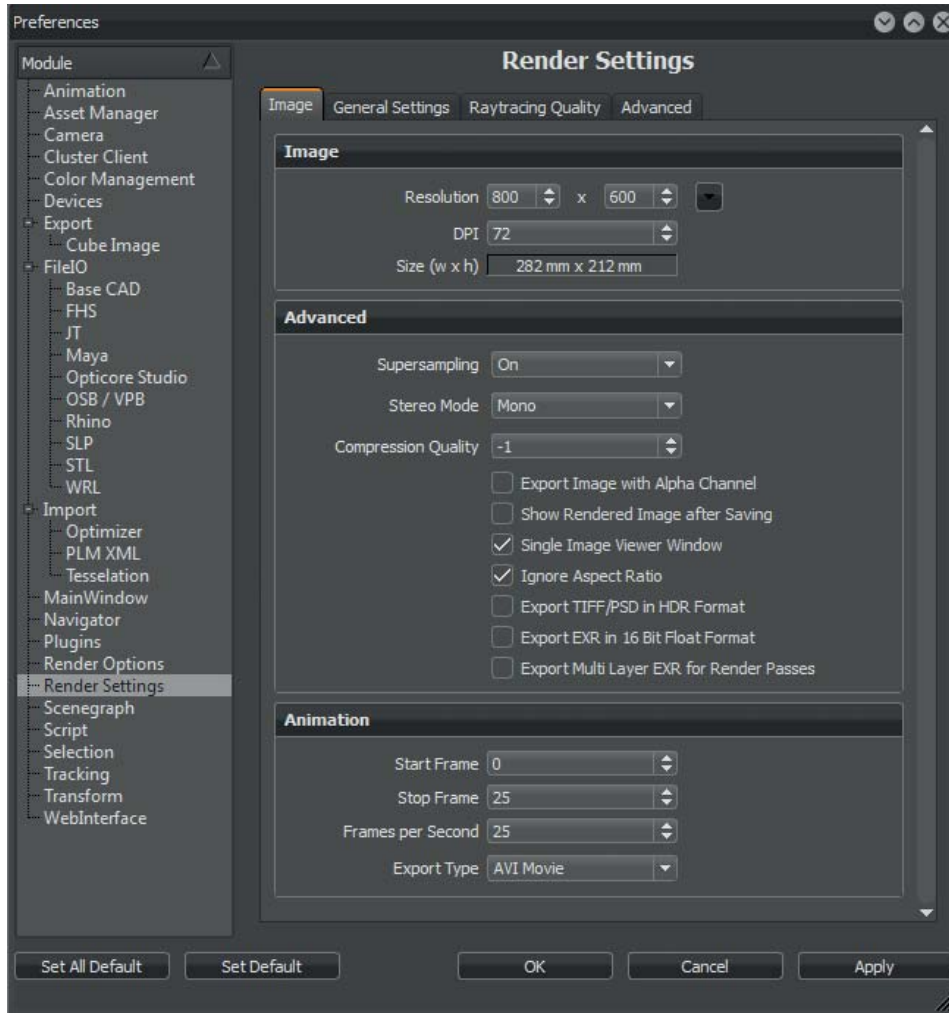 Preferences
Module
Animation
Asset Manager
Camera
Cluster Client
Color Management
Devices
Export
Cube Image
FileIO
Base CAD
FHS
JT
Maya
Opticore Studio
OSB / VPB
Rhino
SLP
STL
WRL
Import
Optimizer
PLM XML
Tesselation
MainWindow
Navigator
Plugins
Render Options
Render Settings
Scenegraph
Script
Selection
Tracking
Transform
WebInterface
Render Settings
Image General Settings Raytracing Quality Advanced
Image
Resolution 800 x 600
DPI 72
Size (w x h) 282 mm x 212 mm
Advanced
Supersampling On
Stereo Mode Mono
Compression Quality -1
Export Image with Alpha Channel
Show Rendered Image after Saving
Single Image Viewer Window
Ignore Aspect Ratio
Export TIFF/PSD in HDR Format
Export EXR in 16 Bit Float Format
Export Multi Layer EXR for Render Passes
Animation
Start Frame 0
Stop Frame 25
Frames per Second 25
Export Type AVI Movie
Set All Default Set Default OK Cancel Apply